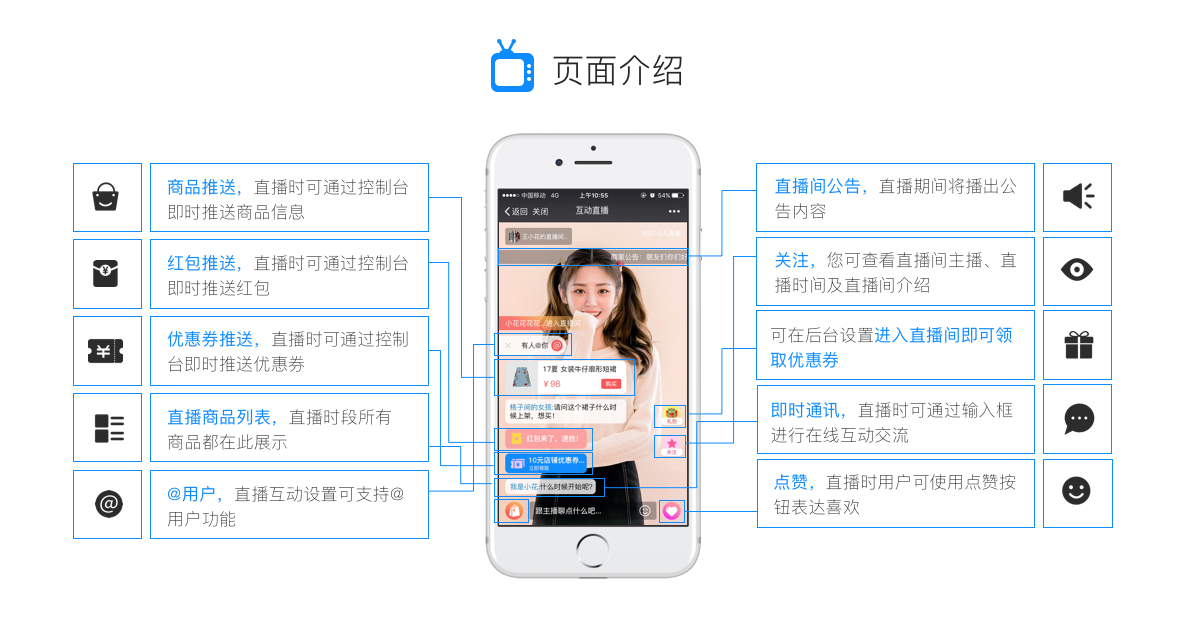 页面介绍
商品推送，直播时可通过控制台
即时推送商品信息
红包推送，直播时可通过控制台
即时推送红包
优惠券推送，直播时可通过控制
台即时推送优惠券
直播商品列表，直播时段所有
商品都在此展示
@用户，直播互动设置可支持@
用户功能
中国移动 4G 上午10:55 54%
返回 关闭 互动直播
王小花的直播间...
商家公告：朋友们你们好
小花花花花...进入直播间
有人@你
17夏 女装牛仔扇形短裙
¥98 购买
格子间的女孩:请问这个裙子什么时
候上架，想买！
礼包
红包来了，速抢！
关注
10元店铺优惠券...
立即领取
我是小花:什么时候开始呢?
跟主播聊点什么吧...
直播间公告，直播期间将播出公
告内容
关注，您可查看直播间主播、直
播时间及直播间介绍
可在后台设置进入直播间即可领
取优惠券
即时通讯，直播时可通过输入框
进行在线互动交流
点赞，直播时用户可使用点赞按
钮表达喜欢